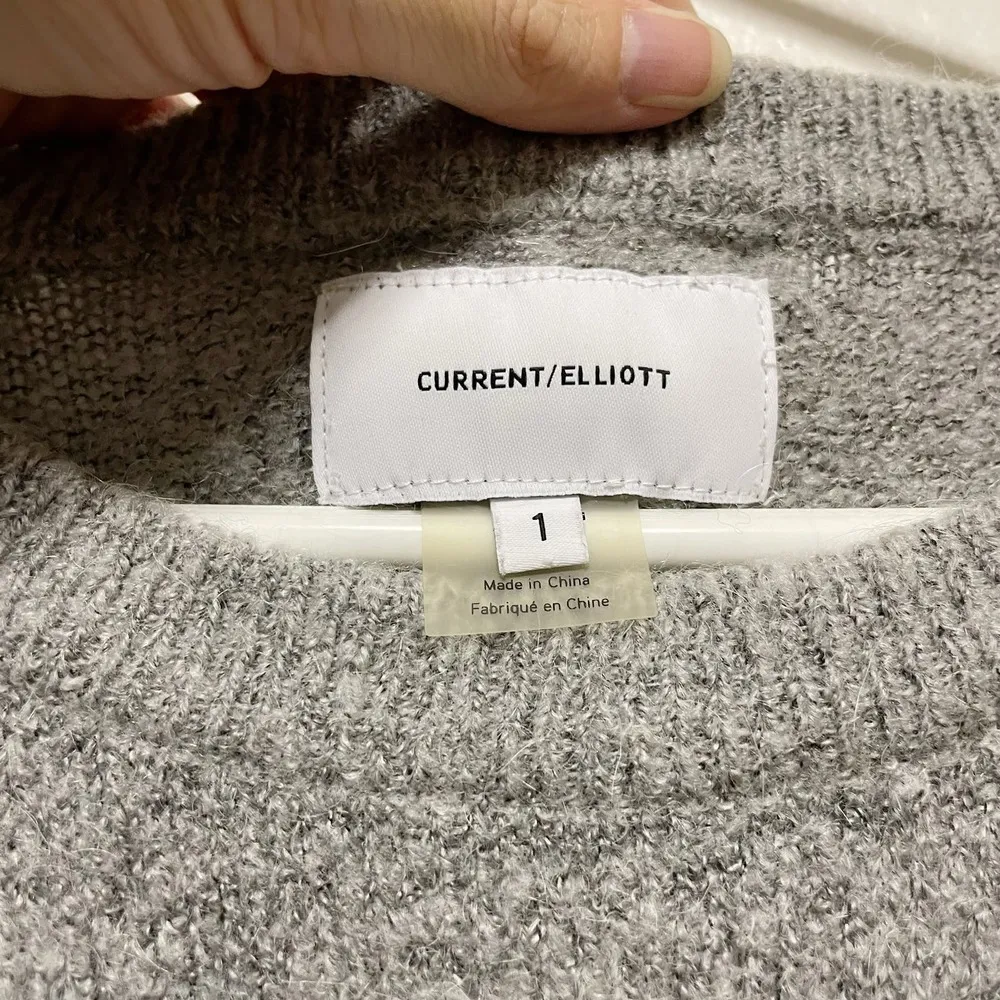 CURRENT/ELLIOTT
1
Made in China
Fabriqué en Chine